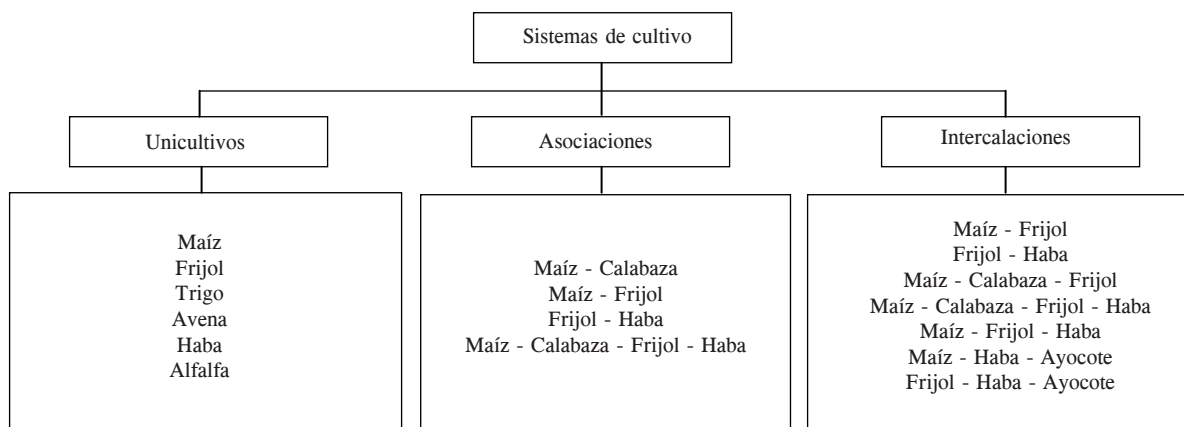 Sistemas de cultivo
Unicultivos
Asociaciones
Intercalaciones
Maíz
Frijol
Trigo
Avena
Haba
Alfalfa
Maíz - Calabaza
Maíz - Frijol
Frijol - Haba
Maíz - Calabaza - Frijol - Haba
Maíz - Frijol
Frijol - Haba
Maíz - Calabaza - Frijol
Maíz - Calabaza - Frijol - Haba
Maíz - Frijol - Haba
Maíz - Haba - Ayocote
Frijol - Haba - Ayocote